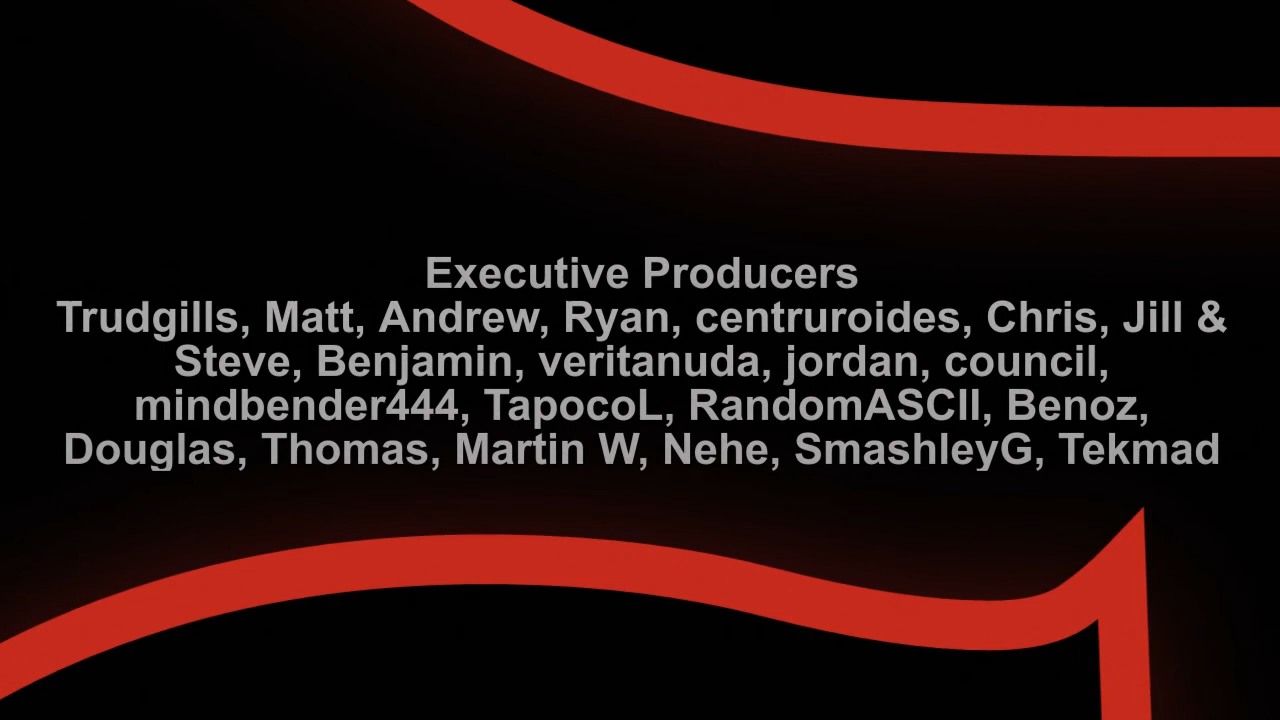 Executive Producers
Trudgills, Matt, Andrew, Ryan, centruroides, Chris, Jill &
Steve, Benjamin, veritanuda, jordan, council,
mindbender444, TapocoL, RandomASCII, Benoz,
Douglas, Thomas, Martin W, Nehe, SmashleyG, Tekmad